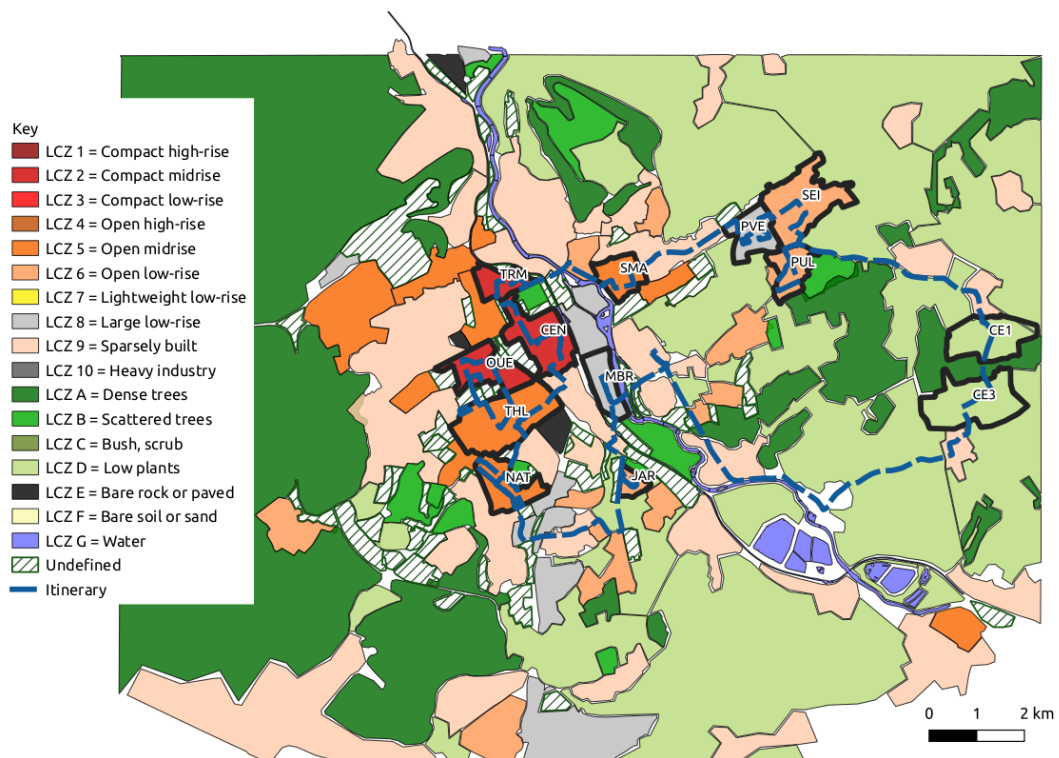 Key
LCZ 1 = Compact high-rise
LCZ 2 = Compact midrise
LCZ 3 = Compact low-rise
LCZ 4 = Open high-rise
LCZ 5 = Open midrise
LCZ 6 = Open low-rise
LCZ 7 = Lightweight low-rise
LCZ 8 = Large low-rise
LCZ 9 = Sparsely built
LCZ 10 = Heavy industry
LCZ A = Dense trees
LCZ B = Scattered trees
LCZ C = Bush, scrub
LCZ D = Low plants
LCZ E = Bare rock or paved
LCZ F = Bare soil or sand
LCZ G = Water
Undefined
Itinerary
SEI
PVE
PUL
SMA
TRM
CEN
CE1
OUE
MBR
CE3
THL
NAT
JAR
0 1 2 km